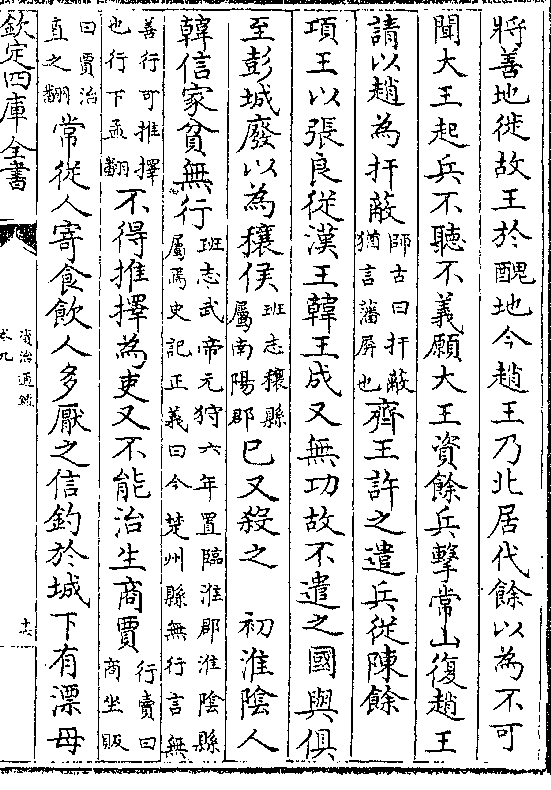 將善地徙故王於醜地今趙王乃北居代餘以為不可
聞大王起兵不聽不義願大王資餘兵擊常山復趙王
請以趙為扞蔽師古曰扞蔽猶言藩屏也齊王許之遣兵從陳餘
項王以張良從漢王韓王成又無功故不遣之國與俱
至彭城廢以為穰侯班志穰縣屬南陽郡已又殺之　初淮陰人
韓信家貧無行班志武帝元狩六年置臨淮郡淮陰縣屬焉史記正義曰今楚州縣無行言無
善行可推擇也行下孟翻不得推擇為吏又不能治生商賈行賣曰商坐販
曰賈治直之翻常從人寄食飲人多厭之信釣於城下有漂母
欽定四庫全書
資治通鑑
卷九
十六